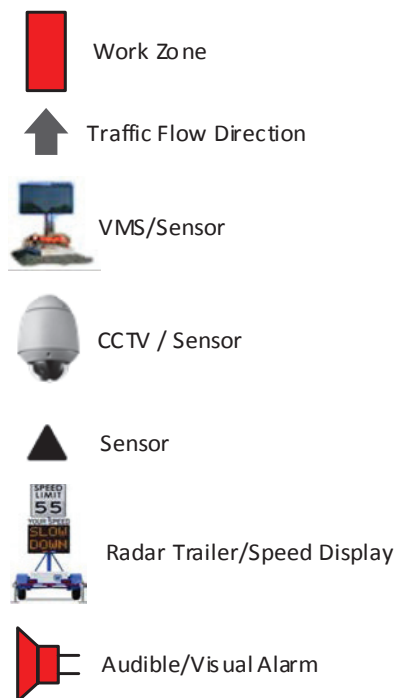 Work Zone
Traffic Flow Direction
VMS/Sensor
CCTV / Sensor
Sensor
SPEED
LIMIT
55
YOUR SPEED
SLOW
DOWN
Radar Trailer/Speed Display
Audible/Visual Alarm